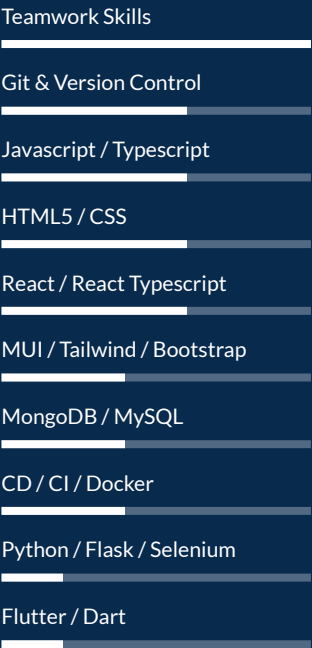 Teamwork Skills
Git & Version Control
Javascript / Typescript
HTML5 / CSS
React / React Typescript
MUI / Tailwind / Bootstrap
MongoDB / MySQL
CD / CI / Docker
Python / Flask / Selenium
Flutter / Dart